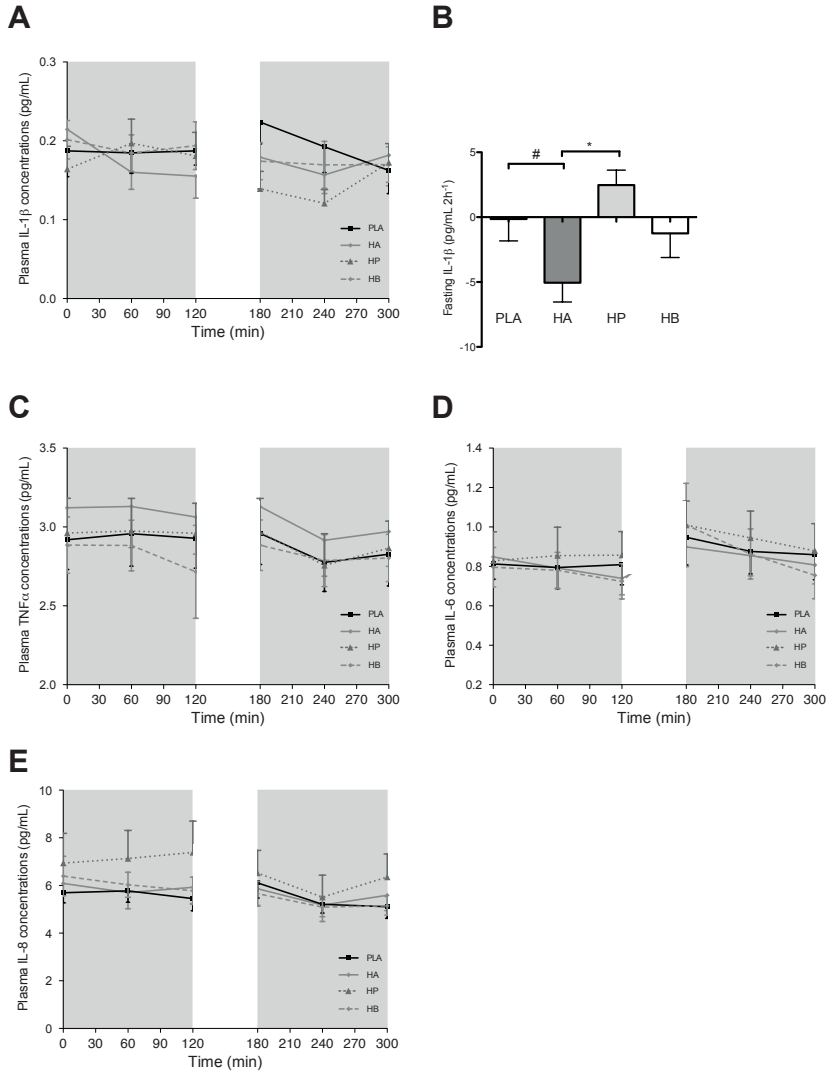 A
Plasma IL-1β concentrations (pg/mL)
0.3
0.2
0.1
0.0
PLA
HA
HP
HB
0 30 60 90 120 180 210 240 270 300
Time (min)
B
Fasting IL-1β (pg/mL 2h⁻¹)
5
0
-5
-10
#
*
PLA HA HP HB
C
Plasma TNFα concentrations (pg/mL)
3.5
3.0
2.5
2.0
PLA
HA
HP
HB
0 30 60 90 120 180 210 240 270 300
Time (min)
D
Plasma IL-6 concentrations (pg/mL)
1.4
1.2
1.0
0.8
0.6
0.4
0.2
PLA
HA
HP
HB
0 30 60 90 120 180 210 240 270 300
Time (min)
E
Plasma IL-8 concentrations (pg/mL)
10
8
6
4
2
0
PLA
HA
HP
HB
0 30 60 90 120 180 210 240 270 300
Time (min)